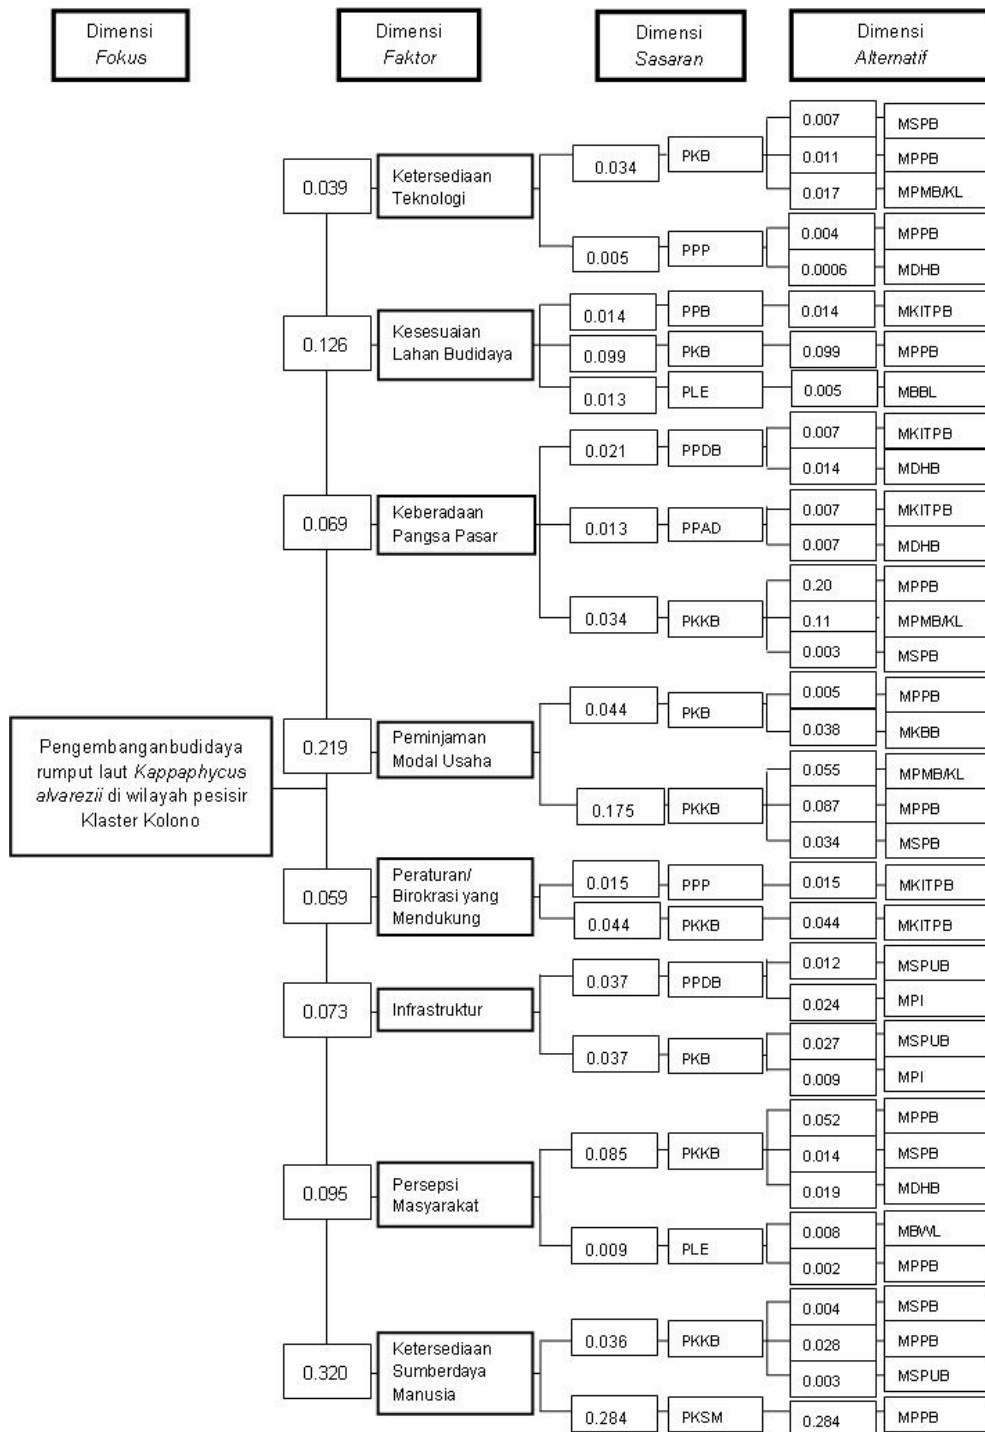 Dimensi
Fokus
Dimensi
Faktor
Dimensi
Sasaran
Dimensi
Alternatif
Pengembanganbudidaya
rumput laut Kappaphycus
alvarezii di wilayah pesisir
Klaster Kolono
0.039
Ketersediaan
Teknologi
0.034
PKB
0.007
MSPB
0.011
MPPB
0.017
MPMB/KL
0.005
PPP
0.004
MPPB
0.0006
MDHB
0.126
Kesesuaian
Lahan Budidaya
0.014
PPB
0.014
MKITPB
0.099
PKB
0.099
MPPB
0.013
PLE
0.005
MBBL
0.069
Keberadaan
Pangsa Pasar
0.021
PPDB
0.007
MKITPB
0.014
MDHB
0.013
PPAD
0.007
MKITPB
0.007
MDHB
0.034
PKKB
0.20
MPPB
0.11
MPMB/KL
0.003
MSPB
0.219
Peminjaman
Modal Usaha
0.044
PKB
0.005
MPPB
0.038
MKBB
0.175
PKKB
0.055
MPMB/KL
0.087
MPPB
0.034
MSPB
0.059
Peraturan/
Birokrasi yang
Mendukung
0.015
PPP
0.015
MKITPB
0.044
PKKB
0.044
MKITPB
0.073
Infrastruktur
0.037
PPDB
0.012
MSPUB
0.024
MPI
0.037
PKB
0.027
MSPUB
0.009
MPI
0.095
Persepsi
Masyarakat
0.085
PKKB
0.052
MPPB
0.014
MSPB
0.019
MDHB
0.009
PLE
0.008
MBWL
0.002
MPPB
0.320
Ketersediaan
Sumberdaya
Manusia
0.036
PKKB
0.004
MSPB
0.028
MPPB
0.003
MSPUB
0.284
PKSM
0.284
MPPB